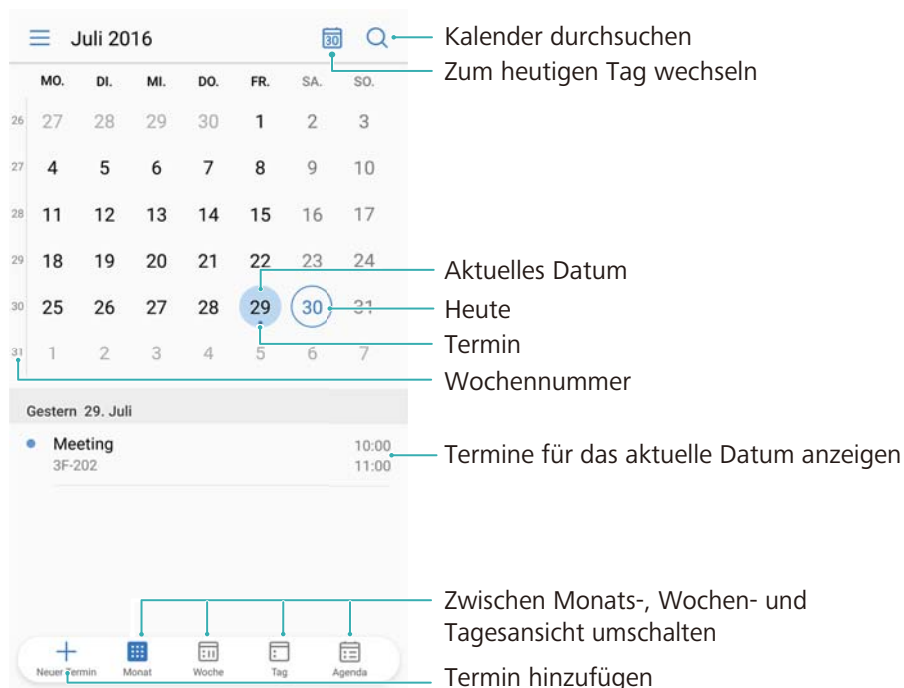 Juli 2016
30
Kalender durchsuchen
Zum heutigen Tag wechseln
MO. DI. MI. DO. FR. SA. SO.
26 27 28 29 30 1 2 3
27 4 5 6 7 8 9 10
28 11 12 13 14 15 16 17
29 18 19 20 21 22 23 24
Aktuelles Datum
30 25 26 27 28 29 30 31
Heute
Termin
31 1 2 3 4 5 6 7
Wochennummer
Gestern 29. Juli
Meeting 10:00
3F-202 11:00
Termine für das aktuelle Datum anzeigen
Zwischen Monats-, Wochen- und
Tagesansicht umschalten
Neuer Termin Monat Woche Tag Agenda
Termin hinzufügen